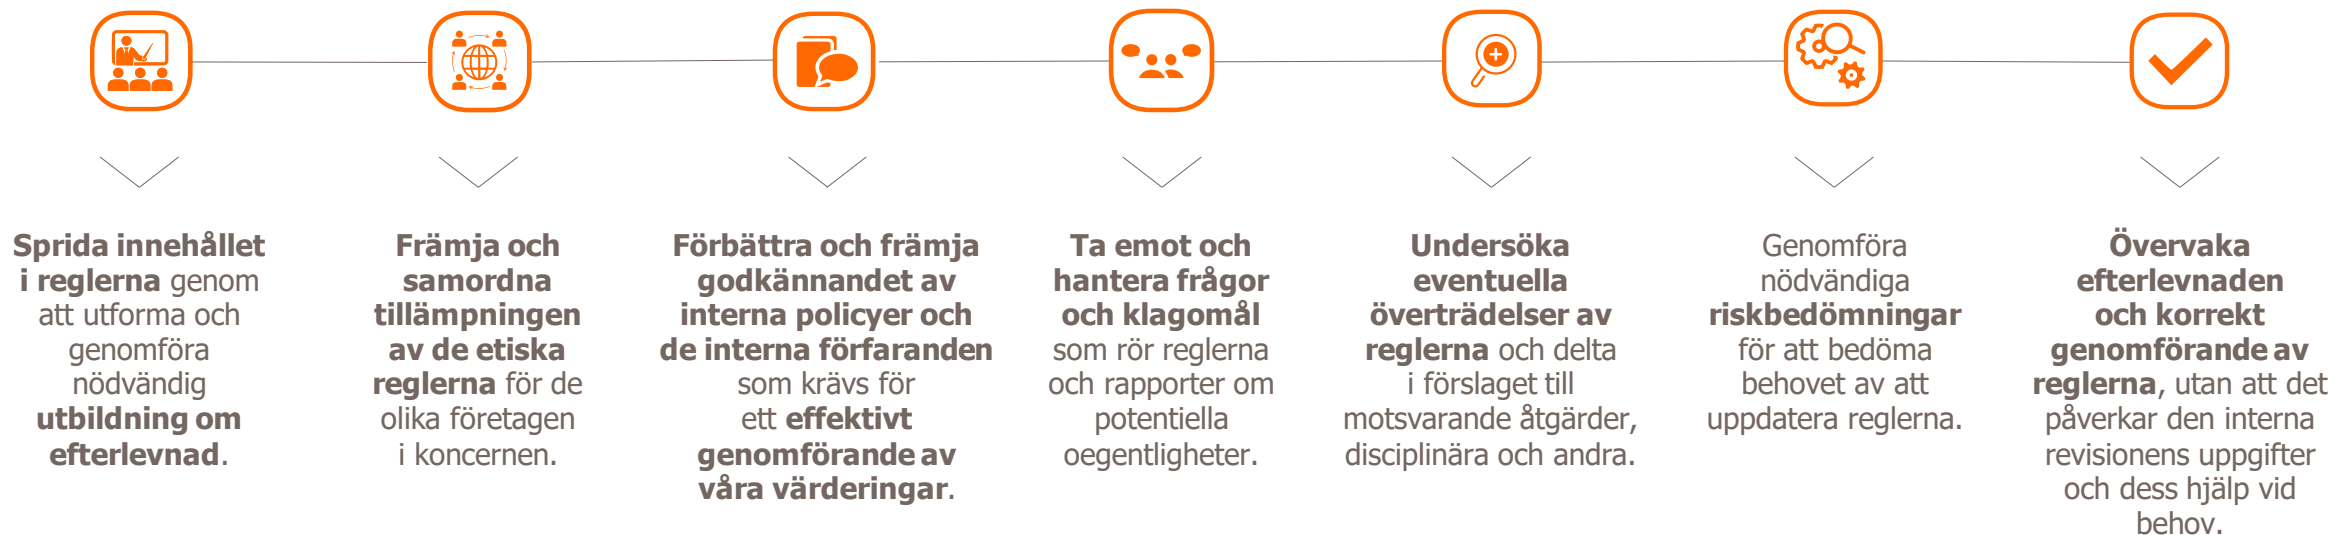 Sprida innehållet
i reglerna genom
att utforma och
genomföra
nödvändig
utbildning om
efterlevnad.
Främja och
samordna
tillämpningen
av de etiska
reglerna för de
olika företagen
i koncernen.
Förbättra och främja
godkännandet av
interna policyer och
de interna förfaranden
som krävs för
ett effektivt
genomförande av
våra värderingar.
Ta emot och
hantera frågor
och klagomål
som rör reglerna
och rapporter om
potentiella
oegentligheter.
Undersöka
eventuella
överträdelser av
reglerna och delta
i förslaget till
motsvarande åtgärder,
disciplinära och andra.
Genomföra
nödvändiga
riskbedömningar
för att bedöma
behovet av att
uppdatera reglerna.
Övervaka
efterlevnaden
och korrekt
genomförande av
reglerna, utan att det
påverkar den interna
revisionens uppgifter
och dess hjälp vid
behov.